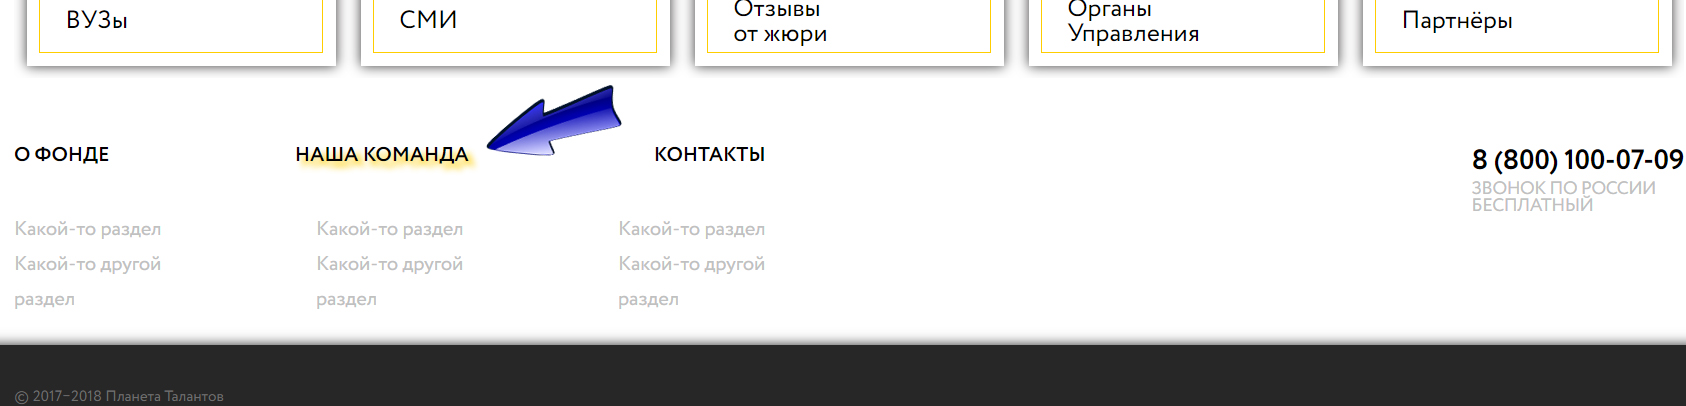 ВУЗы
СМИ
Отзывы
от жюри
Органы
Управления
Партнёры
О ФОНДЕ
НАША КОМАНДА
КОНТАКТЫ
8 (800) 100-07-09
ЗВОНОК ПО РОССИИ
БЕСПЛАТНЫЙ
Какой-то раздел
Какой-то другой
раздел
Какой-то раздел
Какой-то другой
раздел
Какой-то раздел
Какой-то другой
раздел
© 2017–2018 Планета Талантов